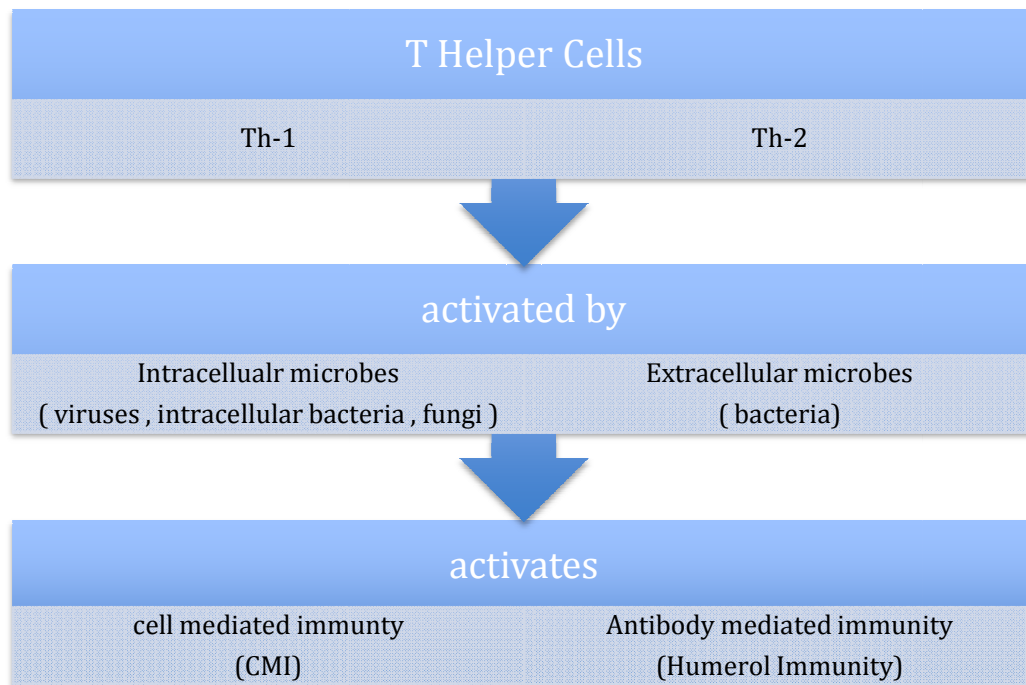 T Helper Cells
Th-1
Th-2
activated by
Intracellualr microbes
( viruses , intracellular bacteria , fungi )
Extracellular microbes
( bacteria)
activates
cell mediated immunty
(CMI)
Antibody mediated immunity
(Humerol Immunity)